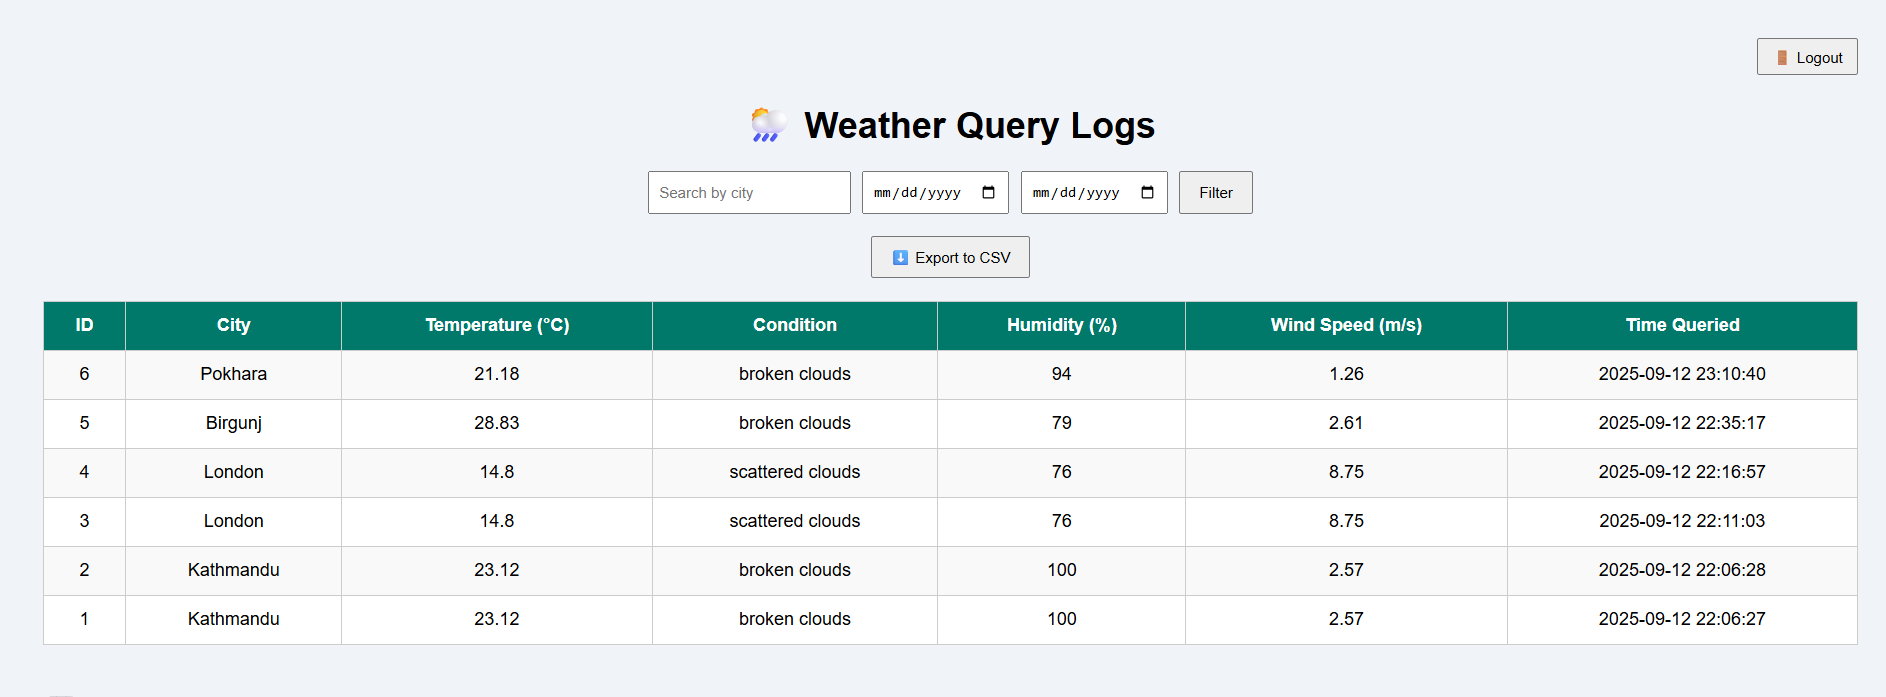 Logout
Weather Query Logs
Search by city mm/dd/yyyy mm/dd/yyyy Filter
Export to CSV
ID City Temperature (°C) Condition Humidity (%) Wind Speed (m/s) Time Queried
6 Pokhara 21.18 broken clouds 94 1.26 2025-09-12 23:10:40
5 Birgunj 28.83 broken clouds 79 2.61 2025-09-12 22:35:17
4 London 14.8 scattered clouds 76 8.75 2025-09-12 22:16:57
3 London 14.8 scattered clouds 76 8.75 2025-09-12 22:11:03
2 Kathmandu 23.12 broken clouds 100 2.57 2025-09-12 22:06:28
1 Kathmandu 23.12 broken clouds 100 2.57 2025-09-12 22:06:27